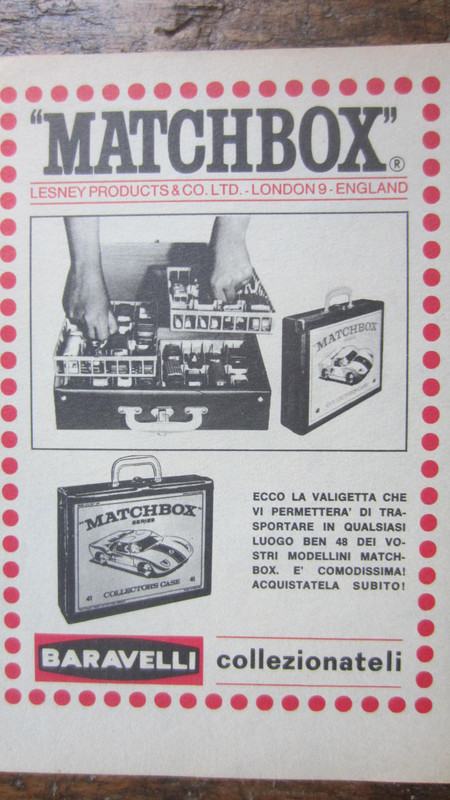 "MATCHBOX"®
LESNEY PRODUCTS & CO. LTD. - LONDON 9 - ENGLAND
MATCHBOX
"MATCHBOX"
SERIES
41 COLLECTORS CASE 41
ECCO LA VALIGETTA CHE
VI PERMETTERA' DI TRA-
SPORTARE IN QUALSIASI
LUOGO BEN 48 DEI VO-
STRI MODELLINI MATCH-
BOX. E' COMODISSIMA!
ACQUISTATELA SUBITO!
BARAVELLI collezionateli